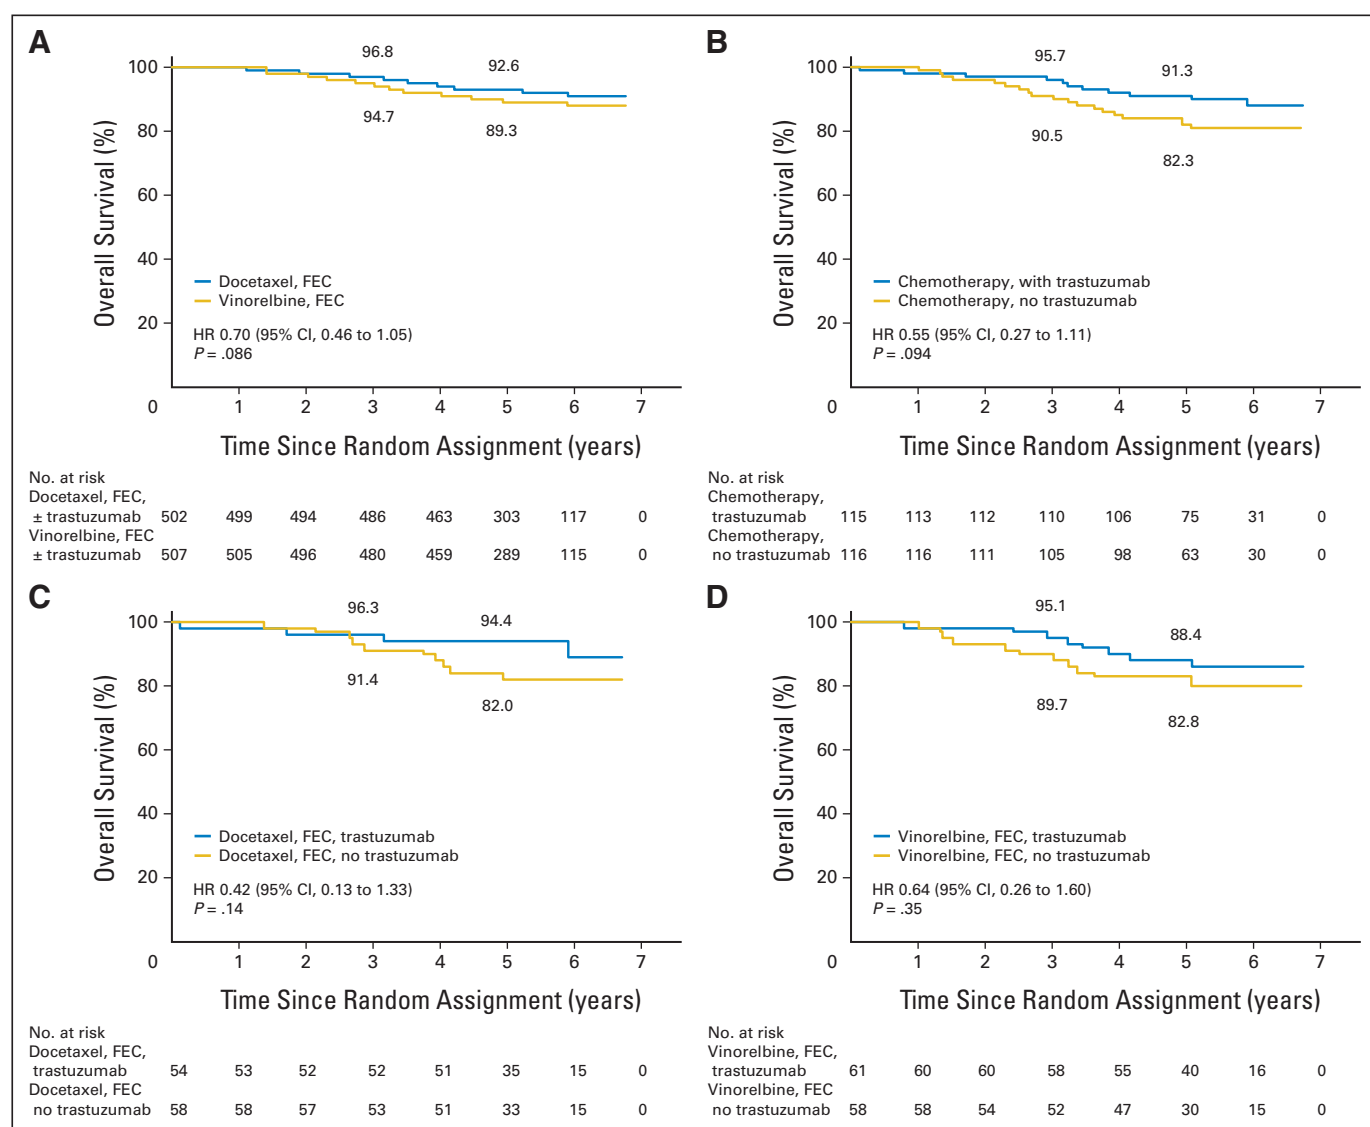 A
96.8
92.6
94.7
89.3
100
80
60
40
20
Overall Survival (%)
Docetaxel, FEC
Vinorelbine, FEC
HR 0.70 (95% CI, 0.46 to 1.05)
P = .086
0 1 2 3 4 5 6 7
Time Since Random Assignment (years)
No. at risk
Docetaxel, FEC,
± trastuzumab 502 499 494 486 463 303 117 0
Vinorelbine, FEC
± trastuzumab 507 505 496 480 459 289 115 0
B
95.7
91.3
90.5
82.3
100
80
60
40
20
Overall Survival (%)
Chemotherapy, with trastuzumab
Chemotherapy, no trastuzumab
HR 0.55 (95% CI, 0.27 to 1.11)
P = .094
0 1 2 3 4 5 6 7
Time Since Random Assignment (years)
No. at risk
Chemotherapy,
trastuzumab 115 113 112 110 106 75 31 0
Chemotherapy,
no trastuzumab 116 116 111 105 98 63 30 0
C
96.3
94.4
91.4
82.0
100
80
60
40
20
Overall Survival (%)
Docetaxel, FEC, trastuzumab
Docetaxel, FEC, no trastuzumab
HR 0.42 (95% CI, 0.13 to 1.33)
P = .14
0 1 2 3 4 5 6 7
Time Since Random Assignment (years)
No. at risk
Docetaxel, FEC,
trastuzumab 54 53 52 52 51 35 15 0
Docetaxel, FEC
no trastuzumab 58 58 57 53 51 33 15 0
D
95.1
88.4
89.7
82.8
100
80
60
40
20
Overall Survival (%)
Vinorelbine, FEC, trastuzumab
Vinorelbine, FEC, no trastuzumab
HR 0.64 (95% CI, 0.26 to 1.60)
P = .35
0 1 2 3 4 5 6 7
Time Since Random Assignment (years)
No. at risk
Vinorelbine, FEC,
trastuzumab 61 60 60 58 55 40 16 0
Vinorelbine, FEC
no trastuzumab 58 58 54 52 47 30 15 0